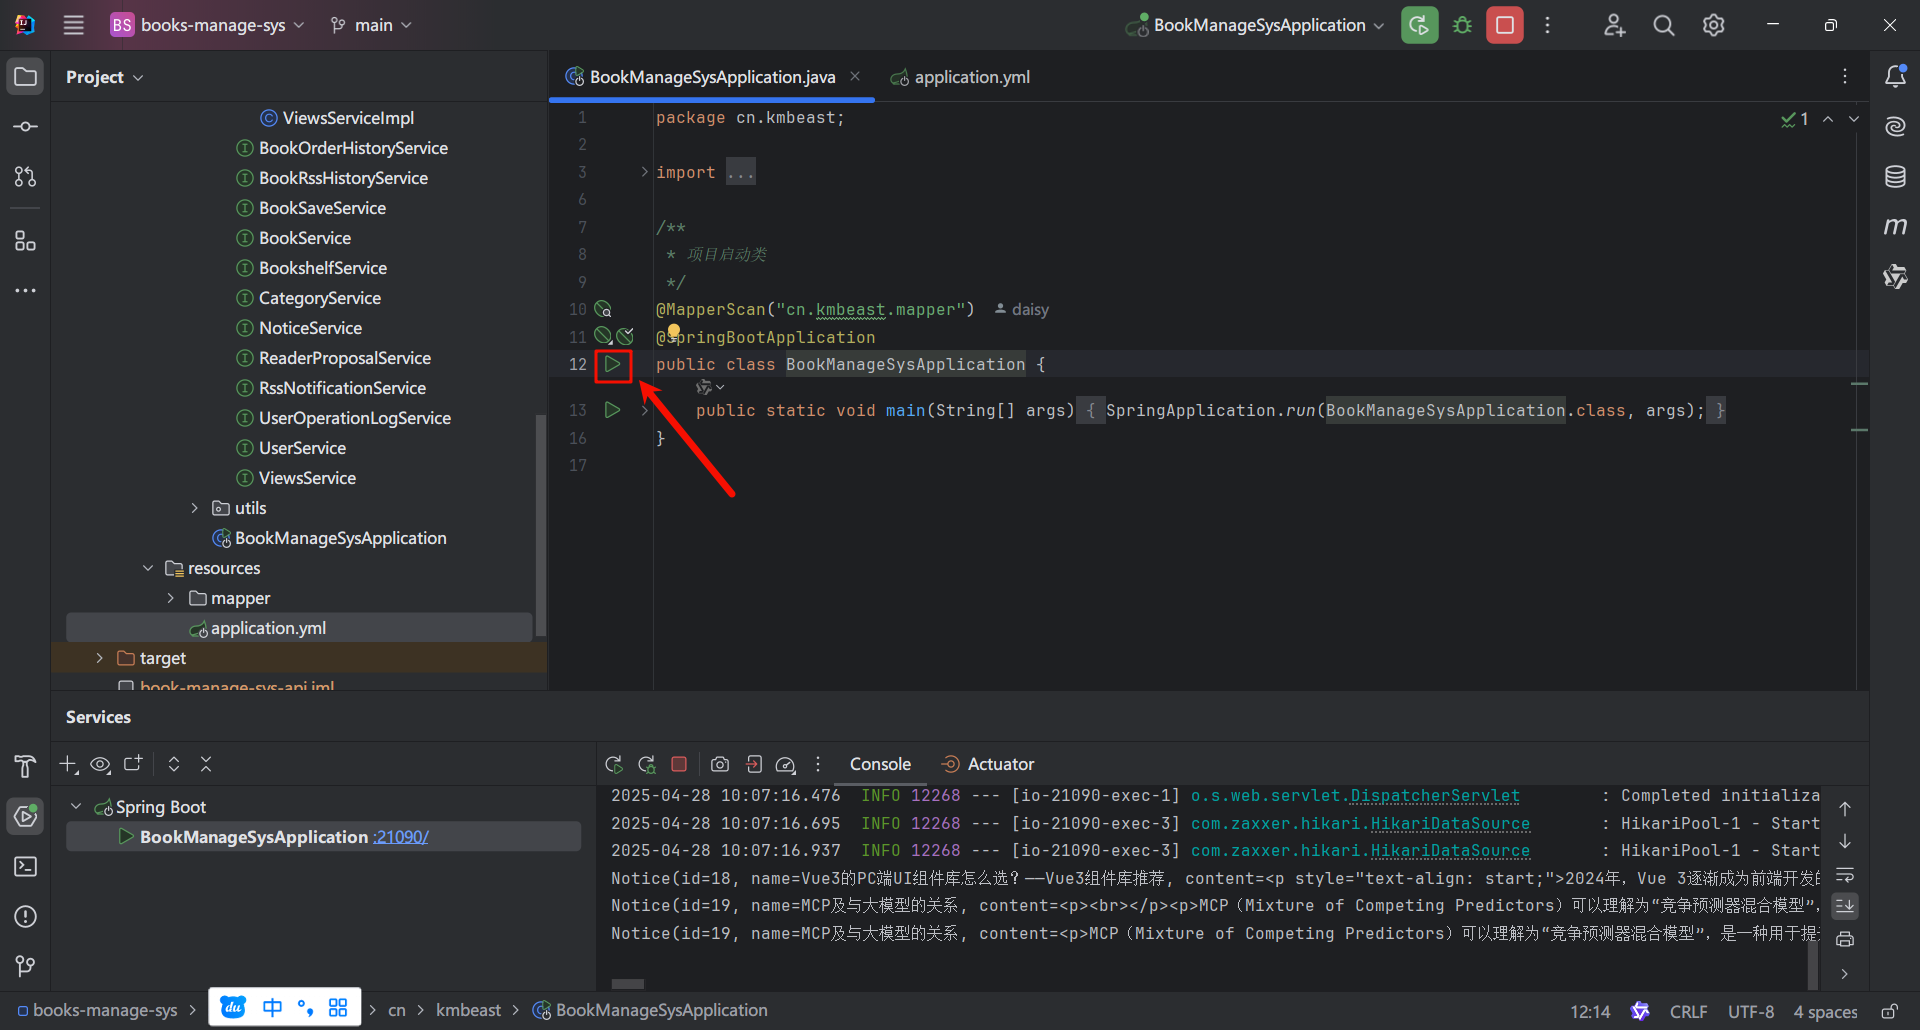 BS books-manage-sys main BookManageSysApplication
Project
BookManageSysApplication.java application.yml
ViewsServiceImpl
BookOrderHistoryService
BookRssHistoryService
BookSaveService
BookService
BookshelfService
CategoryService
NoticeService
ReaderProposalService
RssNotificationService
UserOperationLogService
UserService
ViewsService
utils
BookManageSysApplication
resources
mapper
application.yml
target
book-manage-sys-api.iml
1 package cn.kmbeast;
2
3 import ...
6
7 /**
8 * 项目启动类
9 */
10 @MapperScan("cn.kmbeast.mapper") daisy
11 @SpringBootApplication
12 public class BookManageSysApplication {
13 public static void main(String[] args) { SpringApplication.run(BookManageSysApplication.class, args); }
16 }
17
1
m
Services
Spring Boot
BookManageSysApplication :21090/
Console Actuator
2025-04-28 10:07:16.476 INFO 12268 --- [io-21090-exec-1] o.s.web.servlet.DispatcherServlet : Completed initializa
2025-04-28 10:07:16.695 INFO 12268 --- [io-21090-exec-3] com.zaxxer.hikari.HikariDataSource : HikariPool-1 - Start
2025-04-28 10:07:16.937 INFO 12268 --- [io-21090-exec-3] com.zaxxer.hikari.HikariDataSource : HikariPool-1 - Start
Notice(id=18, name=Vue3的PC端UI组件库怎么选？——Vue3组件库推荐, content=<p style="text-align: start;">2024年，Vue 3逐渐成为前端开发的
Notice(id=19, name=MCP及与大模型的关系, content=<p><br></p><p>MCP（Mixture of Competing Predictors）可以理解为“竞争预测器混合模型”，
Notice(id=19, name=MCP及与大模型的关系, content=<p>MCP（Mixture of Competing Predictors）可以理解为“竞争预测器混合模型”，是一种用于提
books-manage-sys du 中 °, cn kmbeast BookManageSysApplication
12:14 CRLF UTF-8 4 spaces